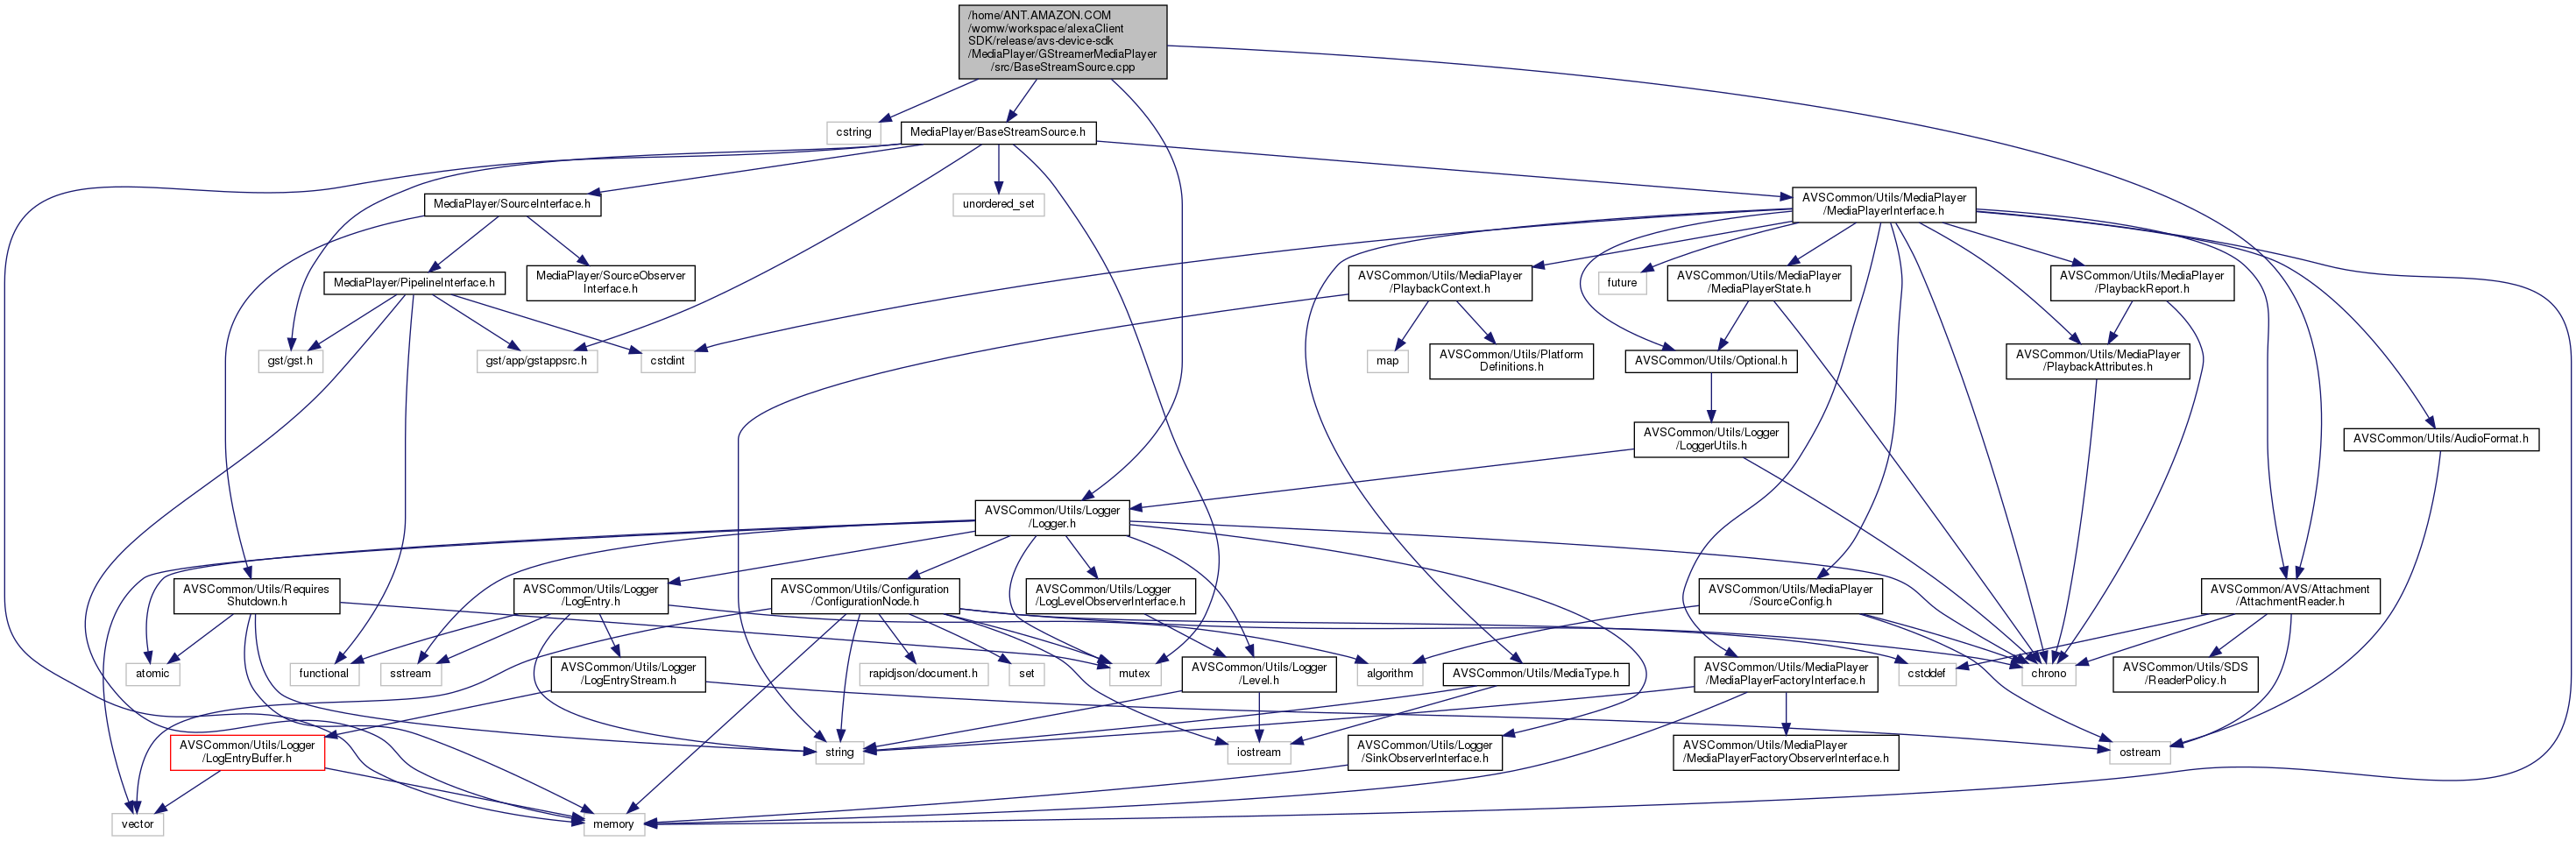 /home/ANT.AMAZON.COM
/womw/workspace/alexaClient
SDK/release/avs-device-sdk
/MediaPlayer/GStreamerMediaPlayer
/src/BaseStreamSource.cpp
cstring
MediaPlayer/BaseStreamSource.h
MediaPlayer/SourceInterface.h
unordered_set
AVSCommon/Utils/MediaPlayer
/MediaPlayerInterface.h
MediaPlayer/PipelineInterface.h
MediaPlayer/SourceObserver
Interface.h
AVSCommon/Utils/MediaPlayer
/PlaybackContext.h
future
AVSCommon/Utils/MediaPlayer
/MediaPlayerState.h
AVSCommon/Utils/MediaPlayer
/PlaybackReport.h
gst/gst.h
gst/app/gstappsrc.h
cstdint
map
AVSCommon/Utils/Platform
Definitions.h
AVSCommon/Utils/Optional.h
AVSCommon/Utils/MediaPlayer
/PlaybackAttributes.h
AVSCommon/Utils/Logger
/LoggerUtils.h
AVSCommon/Utils/AudioFormat.h
AVSCommon/Utils/Logger
/Logger.h
AVSCommon/Utils/Requires
Shutdown.h
AVSCommon/Utils/Logger
/LogEntry.h
AVSCommon/Utils/Configuration
/ConfigurationNode.h
AVSCommon/Utils/Logger
/LogLevelObserverInterface.h
AVSCommon/Utils/MediaPlayer
/SourceConfig.h
AVSCommon/AVS/Attachment
/AttachmentReader.h
atomic
functional
sstream
AVSCommon/Utils/Logger
/LogEntryStream.h
rapidjson/document.h
set
mutex
AVSCommon/Utils/Logger
/Level.h
algorithm
AVSCommon/Utils/MediaType.h
AVSCommon/Utils/MediaPlayer
/MediaPlayerFactoryInterface.h
cstddef
chrono
AVSCommon/Utils/SDS
/ReaderPolicy.h
AVSCommon/Utils/Logger
/LogEntryBuffer.h
string
iostream
AVSCommon/Utils/Logger
/SinkObserverInterface.h
AVSCommon/Utils/MediaPlayer
/MediaPlayerFactoryObserverInterface.h
ostream
vector
memory